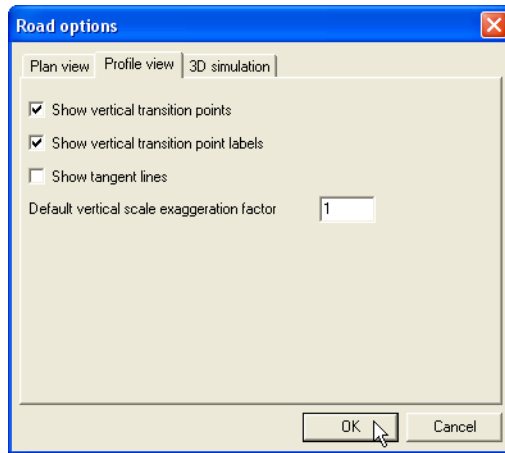 Road options
Plan view Profile view 3D simulation
Show vertical transition points
Show vertical transition point labels
Show tangent lines
Default vertical scale exaggeration factor 1
OK Cancel